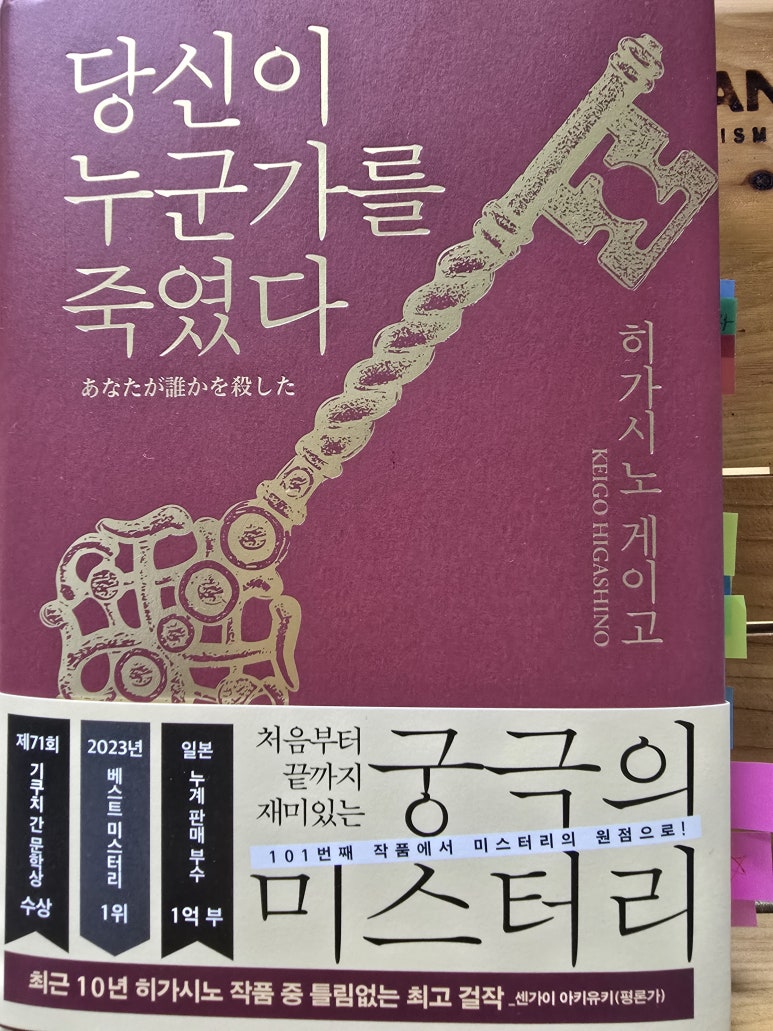 당신이
누군가를
죽였다
あなたが誰かを殺した
히가시노 게이고
KEIGO HIGASHINO
AN
ISM
제71회
기쿠치 간 문학상
수상
2023년
베스트 미스터리
1위
일본
누계 판매 부수
1억 부
처음부터
끝까지
재미있는
궁극의
101번째 작품에서 미스터리의 원점으로!
미스터리
최근 10년 히가시노 작품 중 틀림없는 최고 걸작 _센가이 아키유키(평론가)